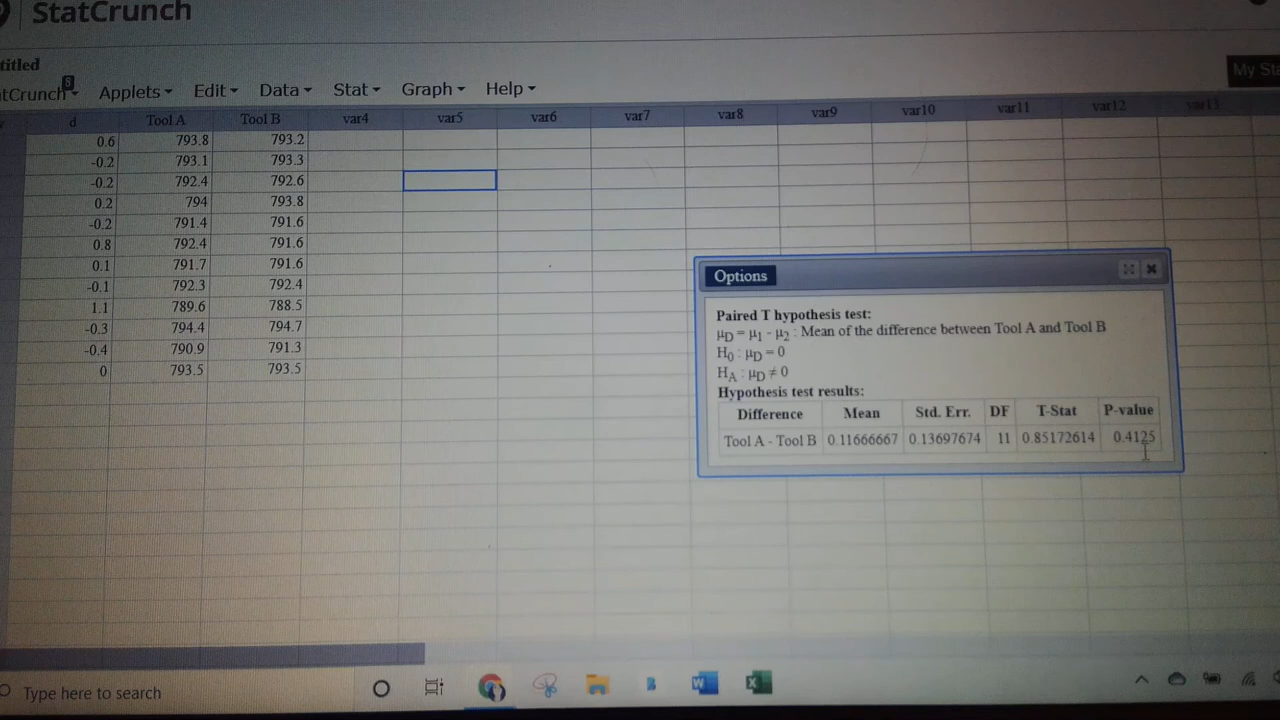 StatCrunch
titled
My Sta
tCrunch 8 Applets Edit Data Stat Graph Help
d Tool A Tool B var4 var5 var6 var7 var8 var9 var10 var11 var12 var13
0.6 793.8 793.2
-0.2 793.1 793.3
-0.2 792.4 792.6
0.2 794 793.8
-0.2 791.4 791.6
0.8 792.4 791.6
0.1 791.7 791.6
-0.1 792.3 792.4
1.1 789.6 788.5
-0.3 794.4 794.7
-0.4 790.9 791.3
0 793.5 793.5
Options
Paired T hypothesis test:
μD = μ1 - μ2 : Mean of the difference between Tool A and Tool B
H0 : μD = 0
HA : μD ≠ 0
Hypothesis test results:
Difference Mean Std. Err. DF T-Stat P-value
Tool A - Tool B 0.11666667 0.13697674 11 0.85172614 0.4125
Type here to search